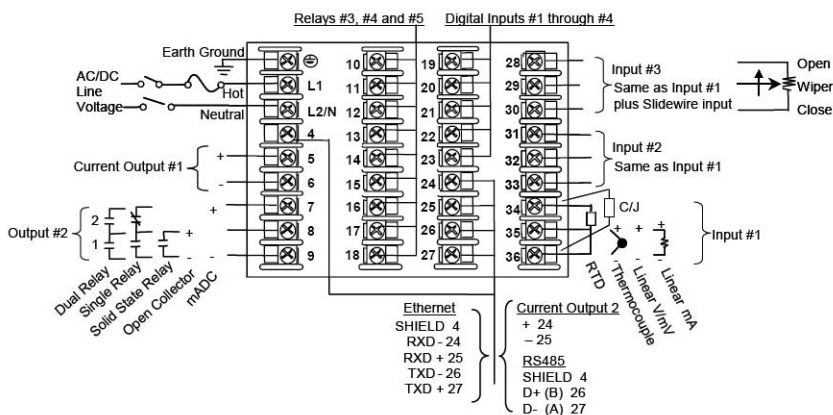 Relays #3, #4 and #5
Digital Inputs #1 through #4
Earth Ground
AC/DC
Line
Voltage
Hot
Neutral
L1
L2/N
4
5
6
7
8
9
10
11
12
13
14
15
16
17
18
19
20
21
22
23
24
25
26
27
28
29
30
31
32
33
34
35
36
Current Output #1
+
-
Output #2
2
1
+
+
-
-
Dual Relay
Single Relay
Solid State Relay
Open Collector
mADC
Input #3
Same as Input #1
plus Slidewire input
Open
Wiper
Close
Input #2
Same as Input #1
C/J
+ + +
- - -
Input #1
RTD
Thermocouple
Linear V/mV
Linear mA
Ethernet
SHIELD 4
RXD - 24
RXD + 25
TXD - 26
TXD + 27
Current Output 2
+ 24
– 25
RS485
SHIELD 4
D+ (B) 26
D- (A) 27